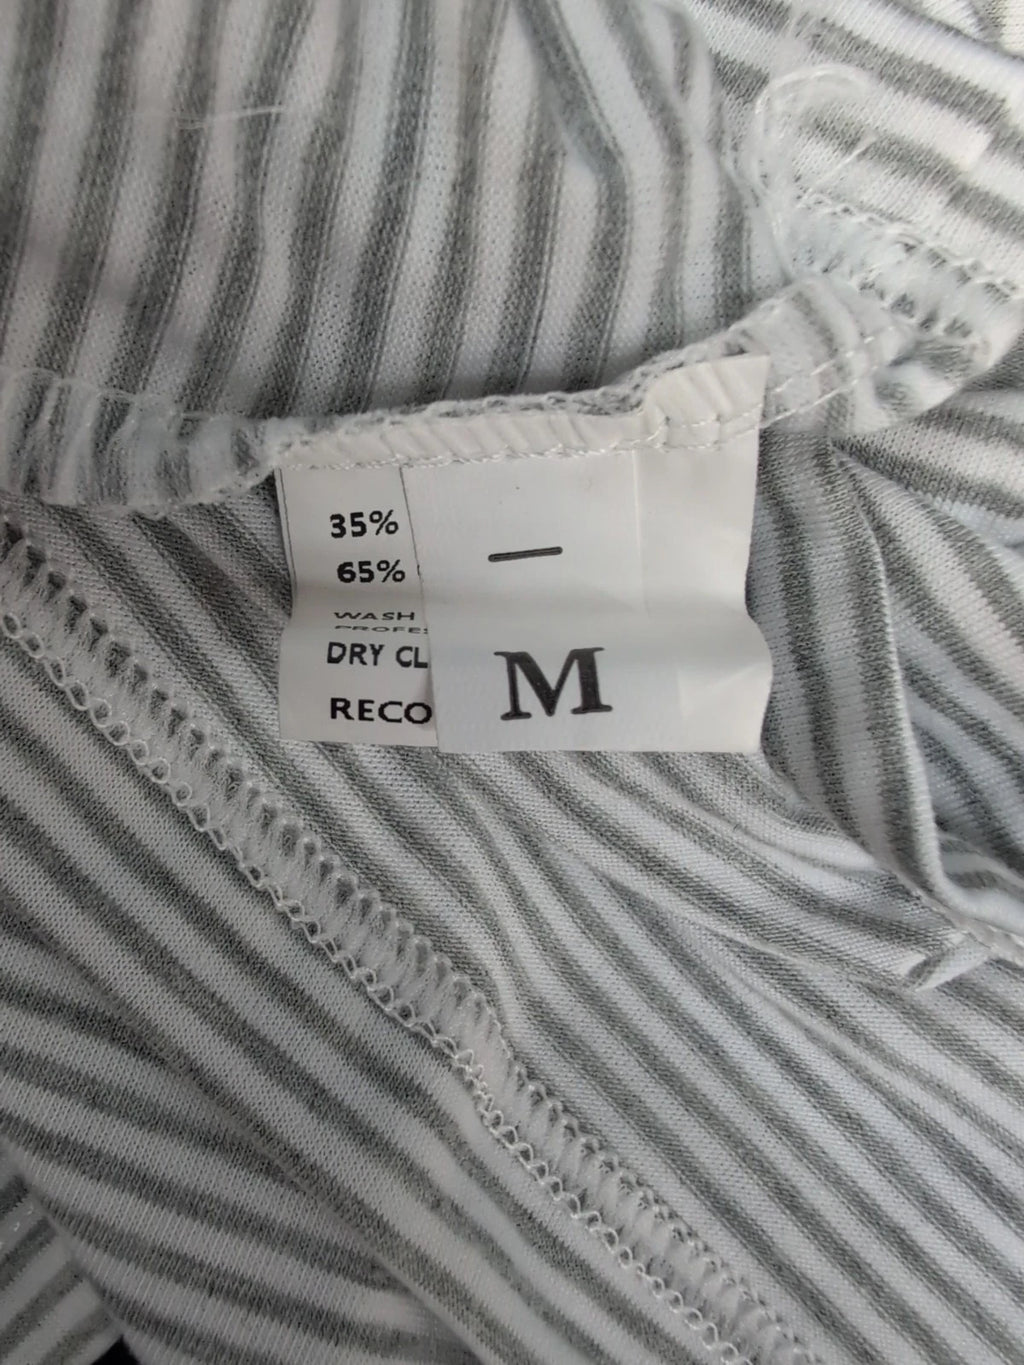 35%
65%
WASH
PROFES
DRY CL
RECO
—
M